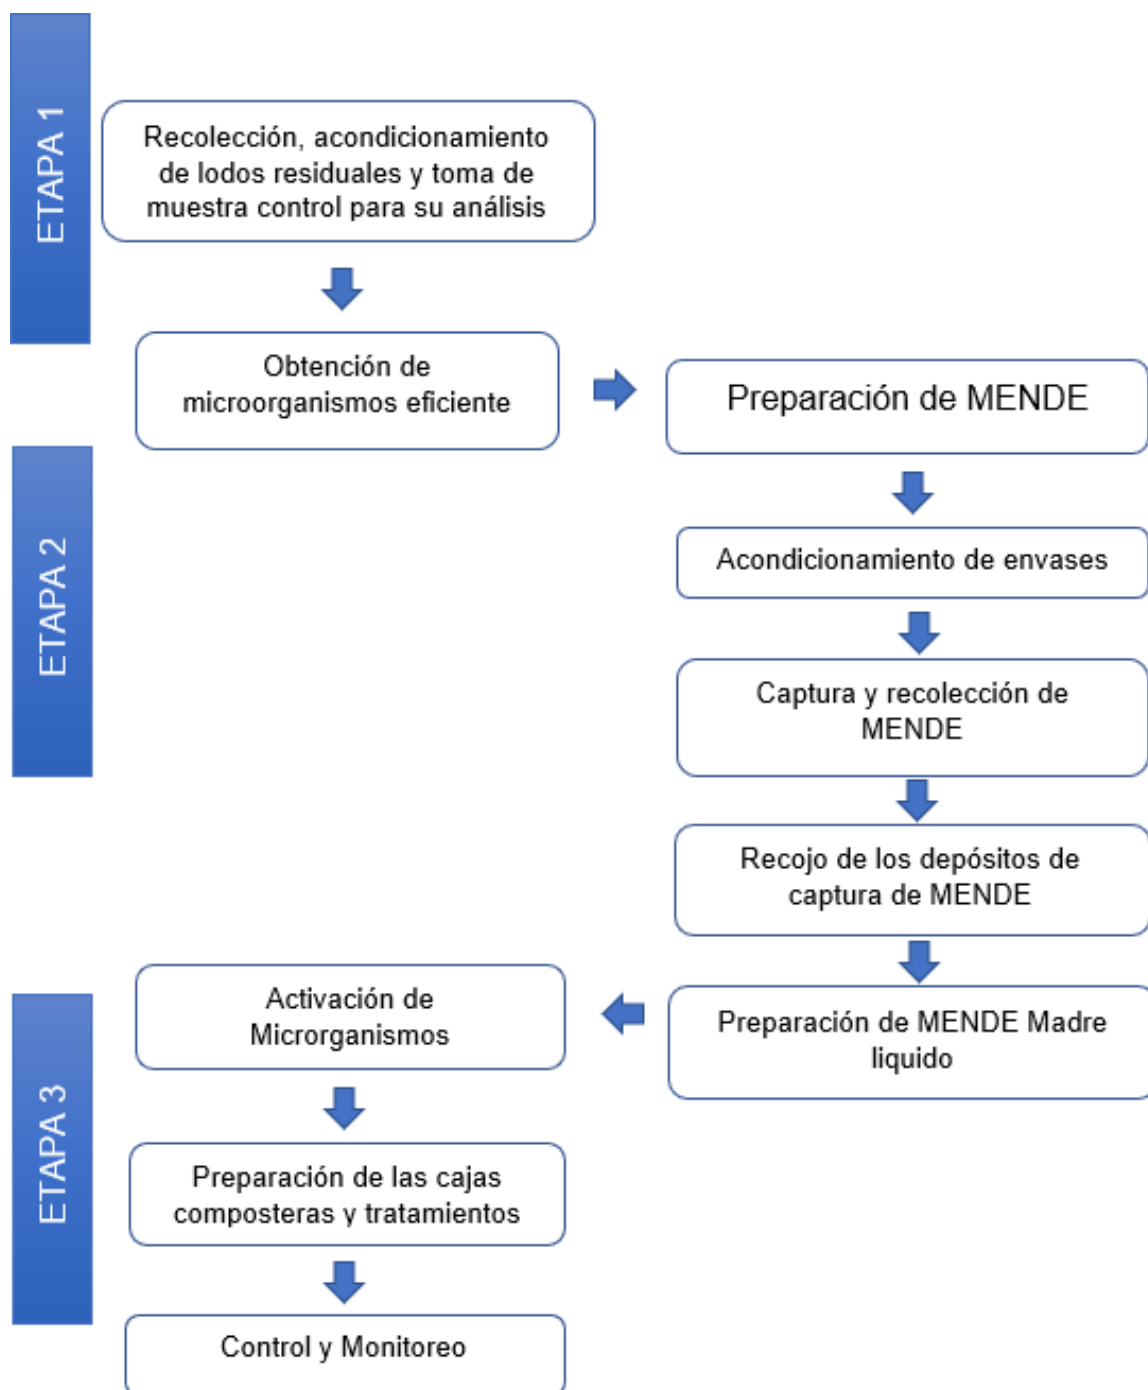 ETAPA 1
Recolección, acondicionamiento
de lodos residuales y toma de
muestra control para su análisis
Obtención de
microorganismos eficiente
Preparación de MENDE
ETAPA 2
Acondicionamiento de envases
Captura y recolección de
MENDE
Recojo de los depósitos de
captura de MENDE
Preparación de MENDE Madre
liquido
ETAPA 3
Activación de
Microrganismos
Preparación de las cajas
composteras y tratamientos
Control y Monitoreo